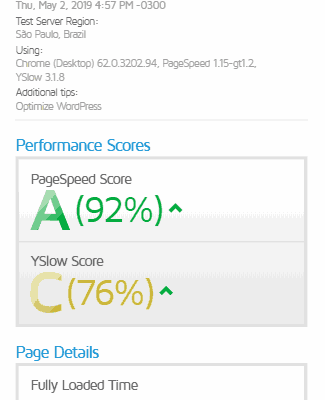 Thu, May 2, 2019 4:57 PM -0300
Test Server Region:
São Paulo, Brazil
Using:
Chrome (Desktop) 62.0.3202.94, PageSpeed 1.15-gt1.2,
YSlow 3.1.8
Additional tips:
Optimize WordPress
Performance Scores
PageSpeed Score
A (92%)
YSlow Score
C (76%)
Page Details
Fully Loaded Time